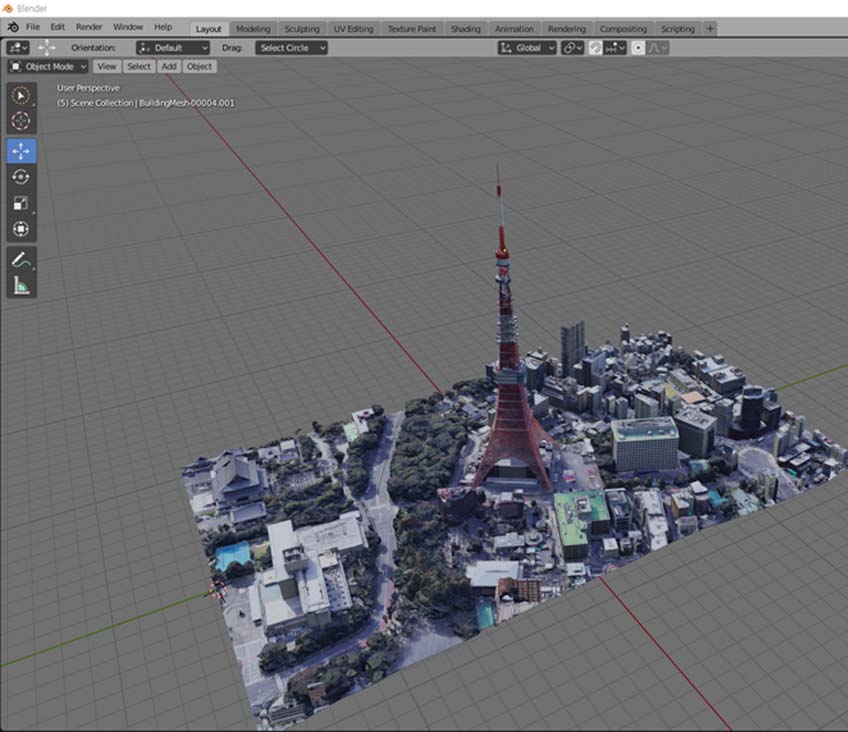 Blender
File Edit Render Window Help Layout Modeling Sculpting UV Editing Texture Paint Shading Animation Rendering Compositing Scripting +
Orientation: Default Drag: Select Circle Global
Object Mode View Select Add Object
User Perspective
(5) Scene Collection | BuildingMesh-00004.001